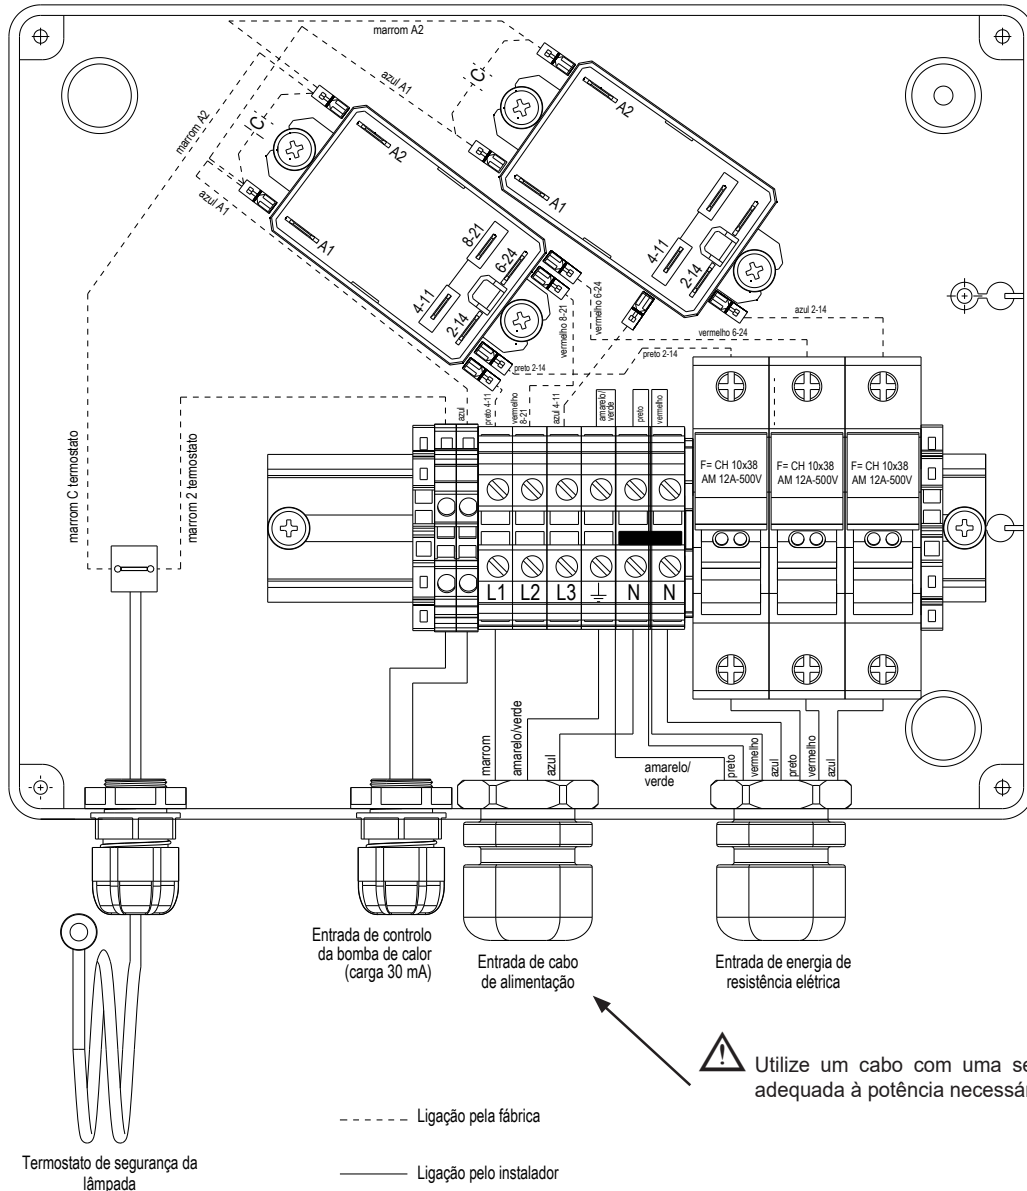 marrom A2
-C-
azul A1
A2
A1
4-11
2-14
marrom A2
-C-
azul A1
A2
A1
8-21
6-24
4-11
2-14
vermelho 6-24
vermelho 8-21
azul 2-14
vermelho 6-24
preto 2-14
preto 2-14
azul
preto 4-11
vermelho
8-21
azul 4-11
amarelo/
verde
preto
vermelho
marrom C termostato
marrom 2 termostato
F= CH 10x38
AM 12A-500V
F= CH 10x38
AM 12A-500V
F= CH 10x38
AM 12A-500V
L1
L2
L3
N
N
marrom
amarelo/verde
azul
amarelo/
verde
preto
vermelho
azul
preto
vermelho
azul
Entrada de controlo
da bomba de calor
(carga 30 mA)
Entrada de cabo
de alimentação
Entrada de energia de
resistência elétrica
Utilize um cabo com uma se
adequada à potência necessár
Ligação pela fábrica
Termostato de segurança da
lâmpada
Ligação pelo instalador